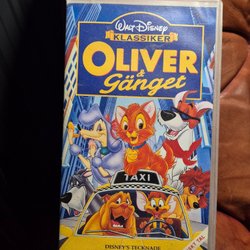 WALT DISNEY
KLASSIKER
OLIVER
&
Gänget
TAXI
DISNEY'S TECKNADE